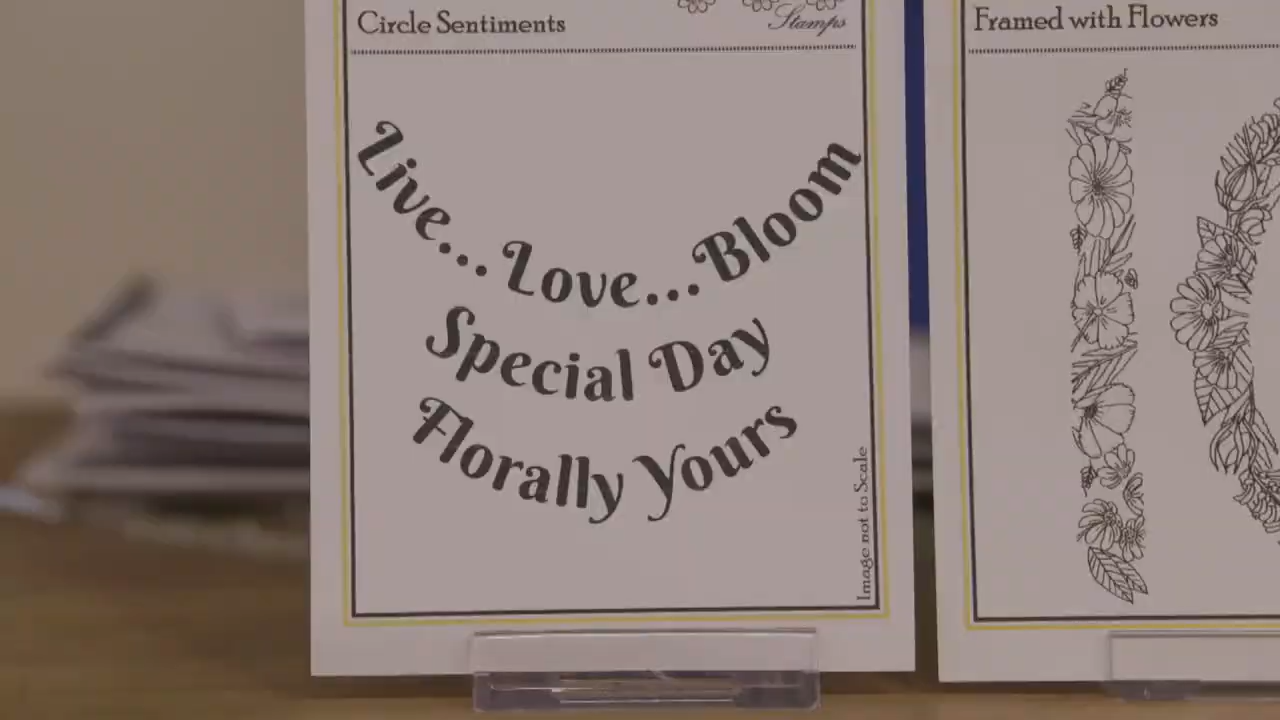 Circle Sentiments
Stamps
Live...Love...Bloom
Special Day
Florally Yours
Image not to Scale
Framed with Flowers